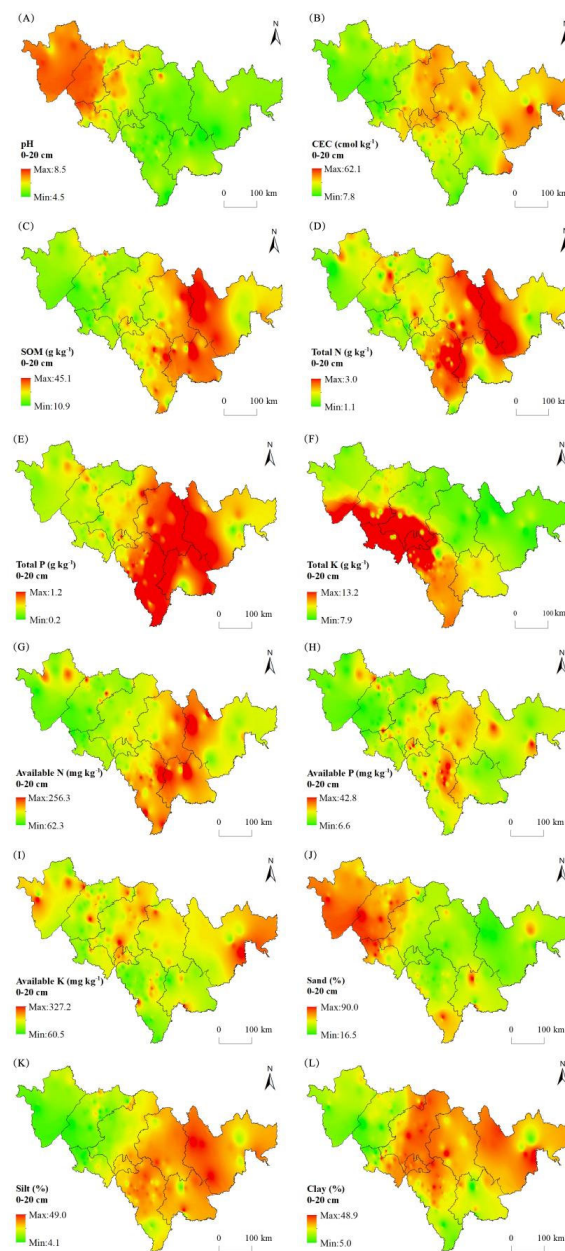 (A)
N
pH
0-20 cm
Max:8.5
Min:4.5
0 100 km
(B)
N
CEC (cmol kg⁻¹)
0-20 cm
Max:62.1
Min:7.8
0 100 km
(C)
N
SOM (g kg⁻¹)
0-20 cm
Max:45.1
Min:10.9
0 100 km
(D)
N
Total N (g kg⁻¹)
0-20 cm
Max:3.0
Min:1.1
0 100 km
(E)
N
Total P (g kg⁻¹)
0-20 cm
Max:1.2
Min:0.2
0 100 km
(F)
N
Total K (g kg⁻¹)
0-20 cm
Max:13.2
Min:7.9
0 100 km
(G)
N
Available N (mg kg⁻¹)
0-20 cm
Max:256.3
Min:62.3
0 100 km
(H)
N
Available P (mg kg⁻¹)
0-20 cm
Max:42.8
Min:6.6
0 100 km
(I)
N
Available K (mg kg⁻¹)
0-20 cm
Max:327.2
Min:60.5
0 100 km
(J)
N
Sand (%)
0-20 cm
Max:90.0
Min:16.5
0 100 km
(K)
N
Silt (%)
0-20 cm
Max:49.0
Min:4.1
0 100 km
(L)
N
Clay (%)
0-20 cm
Max:48.9
Min:5.0
0 100 km